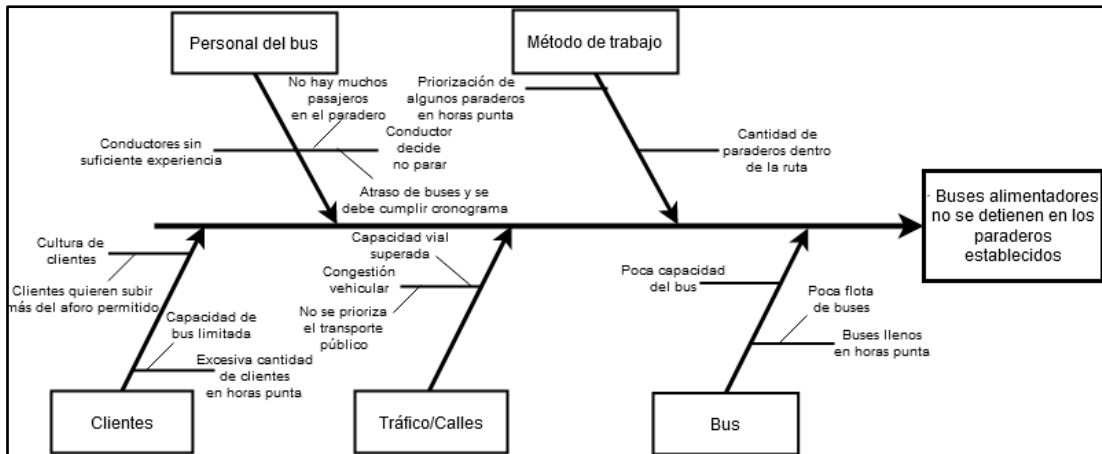 Personal del bus
Método de trabajo
No hay muchos
pasajeros
en el paradero
Conductores sin
suficiente experiencia
Conductor
decide
no parar
Atraso de buses y se
debe cumplir cronograma
Priorización de
algunos paraderos
en horas punta
Cantidad de
paraderos dentro
de la ruta
Buses alimentadores
no se detienen en los
paraderos
establecidos
Cultura de
clientes
Clientes quieren subir
más del aforo permitido
Capacidad de
bus limitada
Excesiva cantidad
de clientes
en horas punta
Capacidad vial
superada
Congestión
vehicular
No se prioriza
el transporte
público
Poca capacidad
del bus
Poca flota
de buses
Buses llenos
en horas punta
Clientes
Tráfico/Calles
Bus